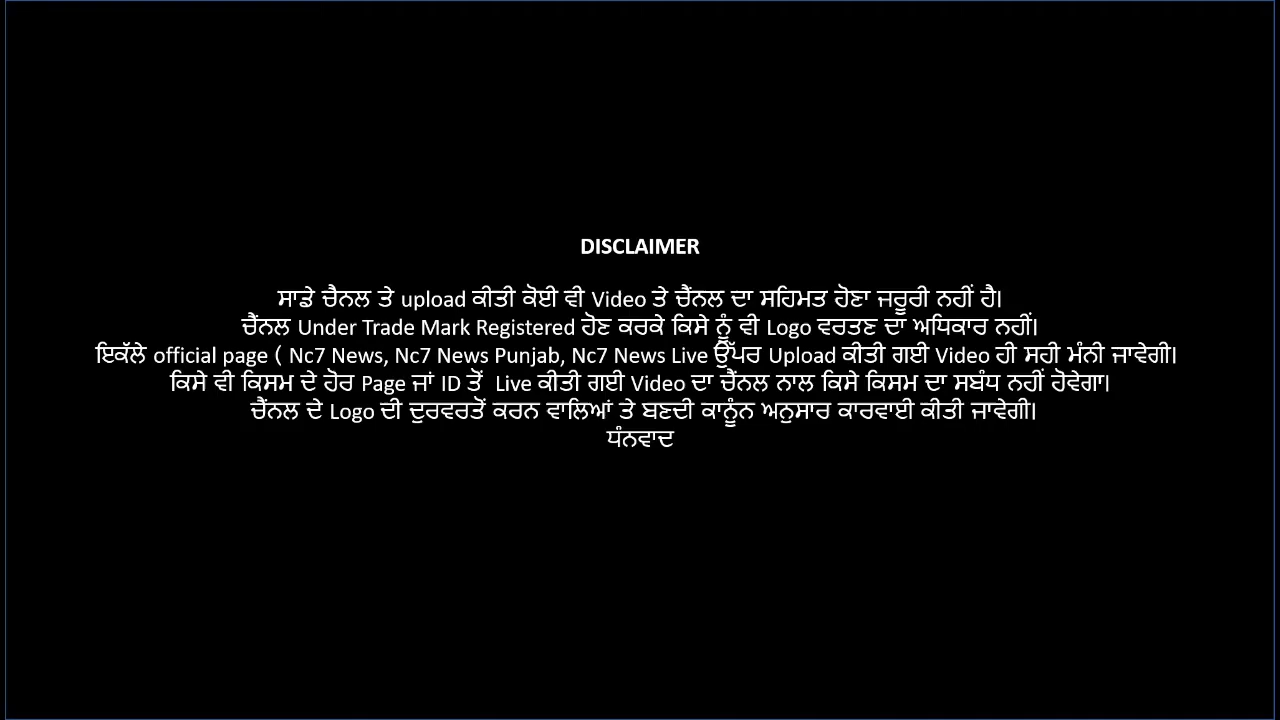 DISCLAIMER
ਸਾਡੇ ਚੈਨਲ ਤੇ upload ਕੀਤੀ ਕੋਈ ਵੀ Video ਤੇ ਚੈੱਨਲ ਦਾ ਸਹਿਮਤ ਹੋਣਾ ਜਰੂਰੀ ਨਹੀਂ ਹੈ।
ਚੈੱਨਲ Under Trade Mark Registered ਹੋਣ ਕਰਕੇ ਕਿਸੇ ਨੂੰ ਵੀ Logo ਵਰਤਣ ਦਾ ਅਧਿਕਾਰ ਨਹੀਂ।
ਇਕੱਲੇ official page ( Nc7 News, Nc7 News Punjab, Nc7 News Live ਉੱਪਰ Upload ਕੀਤੀ ਗਈ Video ਹੀ ਸਹੀ ਮੰਨੀ ਜਾਵੇਗੀ।
ਕਿਸੇ ਵੀ ਕਿਸਮ ਦੇ ਹੋਰ Page ਜਾਂ ID ਤੋਂ Live ਕੀਤੀ ਗਈ Video ਦਾ ਚੈੱਨਲ ਨਾਲ ਕਿਸੇ ਕਿਸਮ ਦਾ ਸਬੰਧ ਨਹੀਂ ਹੋਵੇਗਾ।
ਚੈੱਨਲ ਦੇ Logo ਦੀ ਦੁਰਵਰਤੋਂ ਕਰਨ ਵਾਲਿਆਂ ਤੇ ਬਣਦੀ ਕਾਨੂੰਨ ਅਨੁਸਾਰ ਕਾਰਵਾਈ ਕੀਤੀ ਜਾਵੇਗੀ।
ਧੰਨਵਾਦ